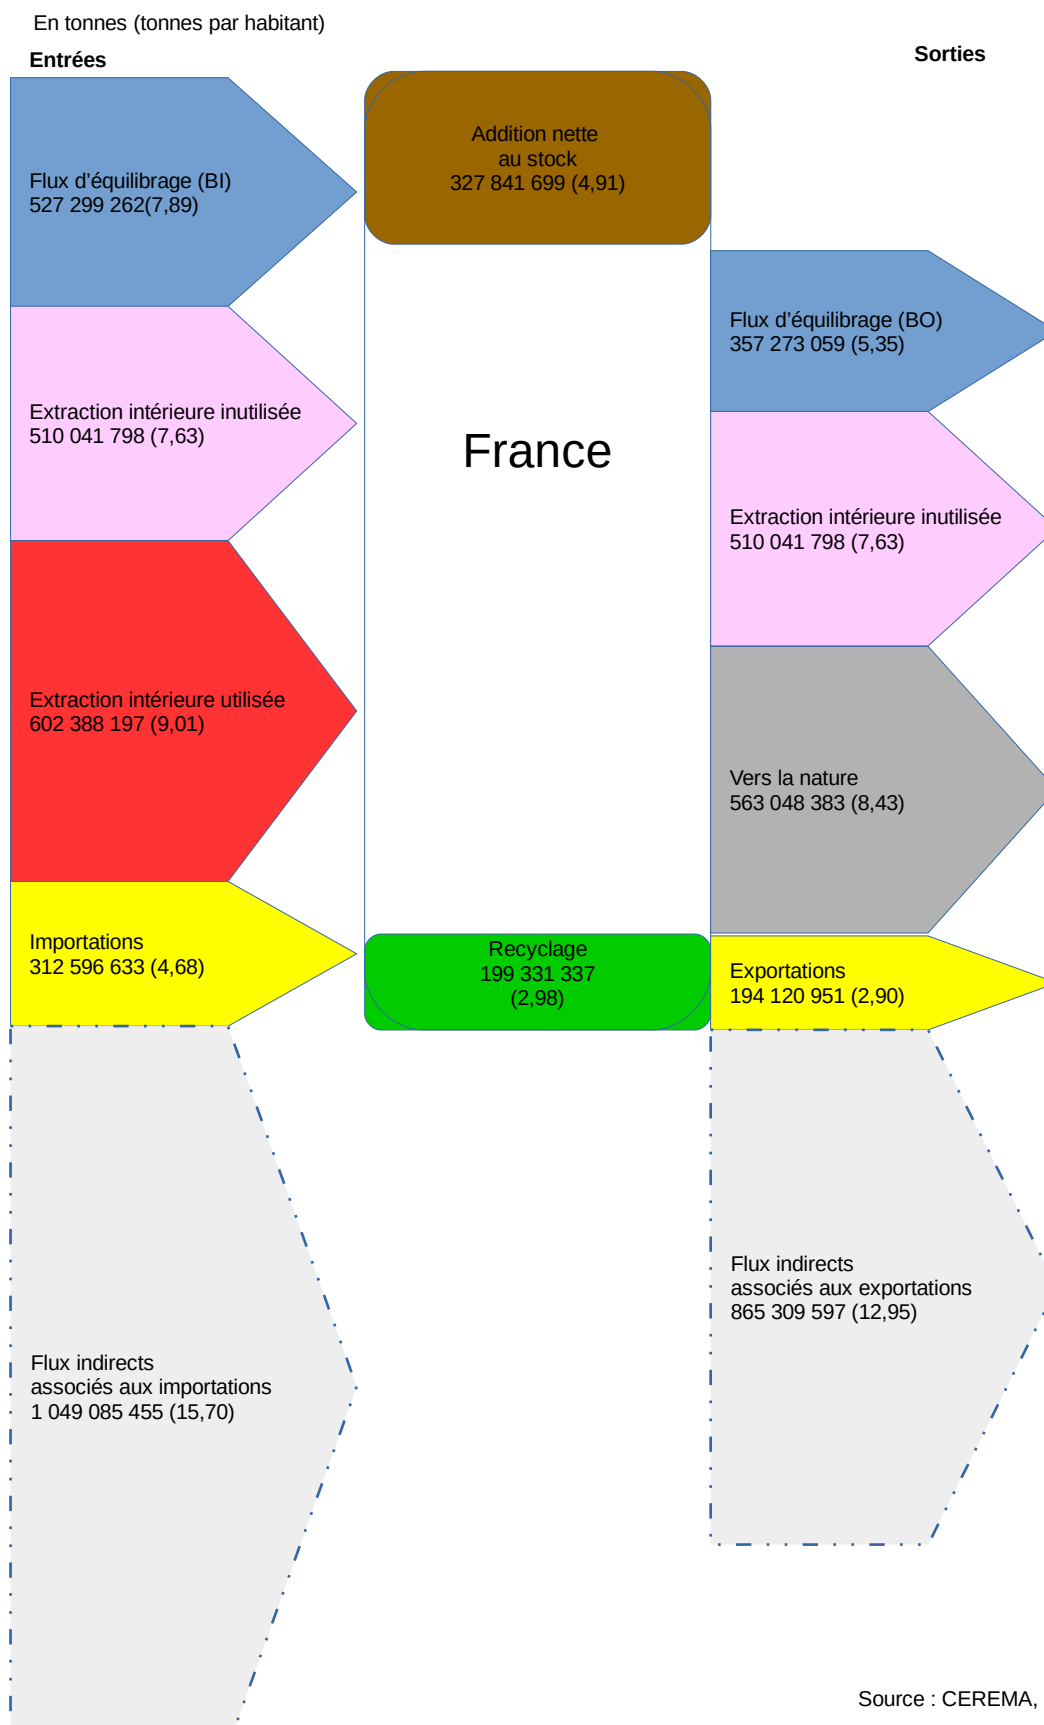 En tonnes (tonnes par habitant)
Entrées
Sorties
Flux d'équilibrage (BI)
527 299 262(7,89)
Extraction intérieure inutilisée
510 041 798 (7,63)
Extraction intérieure utilisée
602 388 197 (9,01)
Importations
312 596 633 (4,68)
Flux indirects
associés aux importations
1 049 085 455 (15,70)
Addition nette
au stock
327 841 699 (4,91)
France
Recyclage
199 331 337
(2,98)
Flux d’équilibrage (BO)
357 273 059 (5,35)
Extraction intérieure inutilisée
510 041 798 (7,63)
Vers la nature
563 048 383 (8,43)
Exportations
194 120 951 (2,90)
Flux indirects
associés aux exportations
865 309 597 (12,95)
Source : CEREMA,